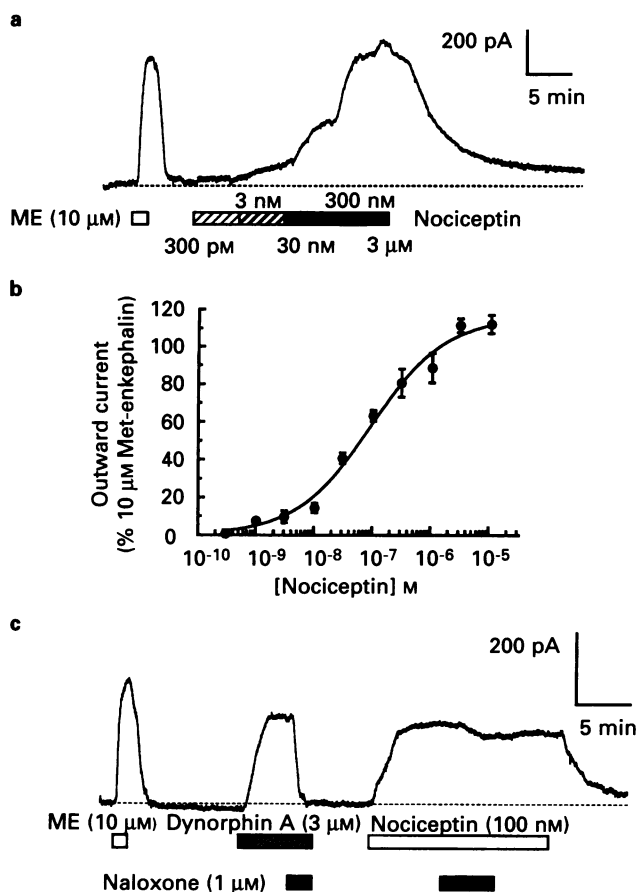 a
200 pA
5 min
3 nM 300 nM
ME (10 µM) Nociceptin
300 pM 30 nM 3 µM
b
Outward current
(% 10 µM Met-enkephalin)
120
100
80
60
40
20
0
10-10 10-9 10-8 10-7 10-6 10-5
[Nociceptin] M
c
200 pA
5 min
ME (10 µM) Dynorphin A (3 µM) Nociceptin (100 nM)
Naloxone (1 µM)